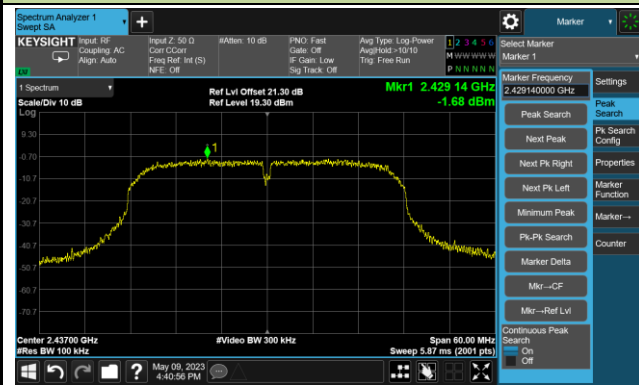 Spectrum Analyzer 1
Swept SA
+
Marker
KEYSIGHT
Input: RF
Coupling: AC
Align: Auto
Input Z: 50 Ω
Corr CCorr
Freq Ref: Int (S)
NFE: Off
#Atten: 10 dB
PNO: Fast
Gate: Off
IF Gain: Low
Sig Track: Off
Avg Type: Log-Power
Avg|Hold:>10/10
Trig: Free Run
1 2 3 4 5 6
M W W W W W
P N N N N N
LW
Select Marker
Marker 1
1 Spectrum
Scale/Div 10 dB
Log
Ref Lvl Offset 21.30 dB
Ref Level 19.30 dBm
Mkr1 2.429 14 GHz
-1.68 dBm
1
9.30
-0.70
-10.7
-20.7
-30.7
-40.7
-50.7
-60.7
-70.7
Center 2.43700 GHz
#Res BW 100 kHz
#Video BW 300 kHz
Span 60.00 MHz
Sweep 5.87 ms (2001 pts)
Marker Frequency
2.429140000 GHz
Peak Search
Next Peak
Next Pk Right
Next Pk Left
Minimum Peak
Pk-Pk Search
Marker Delta
Mkr→CF
Mkr→Ref Lvl
Continuous Peak
Search
On
Off
Settings
Peak
Search
Pk Search
Config
Properties
Marker
Function
Marker→
Counter
?
May 09, 2023
4:40:56 PM